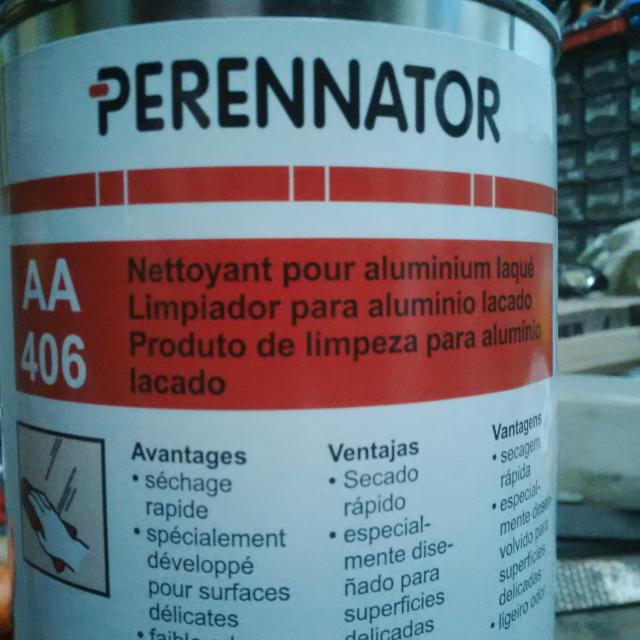 PERENNATOR
AA
406
Nettoyant pour aluminium laqué
Limpiador para aluminio lacado
Produto de limpeza para aluminio
lacado
Avantages
• séchage
rapide
• spécialement
développé
pour surfaces
délicates
Ventajas
• Secado
rápido
• especial-
mente dise-
ñado para
superficies
delicadas
Vantagens
• secagem
rápida
• especial-
mente desen-
volvido para
superfícies
delicadas
• ligeiro odor